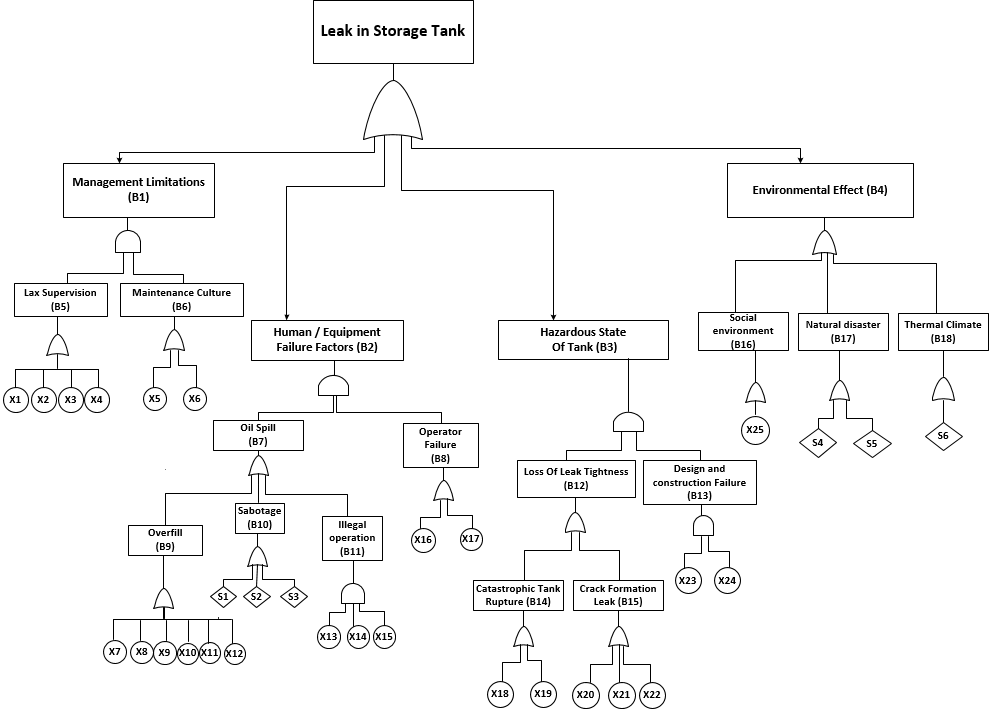 Leak in Storage Tank
Management Limitations
(B1)
Environmental Effect (B4)
Lax Supervision
(B5)
Maintenance Culture
(B6)
Human / Equipment
Failure Factors (B2)
Hazardous State
Of Tank (B3)
Social
environment
(B16)
Natural disaster
(B17)
Thermal Climate
(B18)
X1
X2
X3
X4
X5
X6
Oil Spill
(B7)
Operator
Failure
(B8)
X25
S4
S5
S6
Loss Of Leak Tightness
(B12)
Design and
construction Failure
(B13)
Overfill
(B9)
Sabotage
(B10)
Illegal
operation
(B11)
X16
X17
S1
S2
S3
Catastrophic Tank
Rupture (B14)
Crack Formation
Leak (B15)
X23
X24
X7
X8
X9
X10
X11
X12
X13
X14
X15
X18
X19
X20
X21
X22